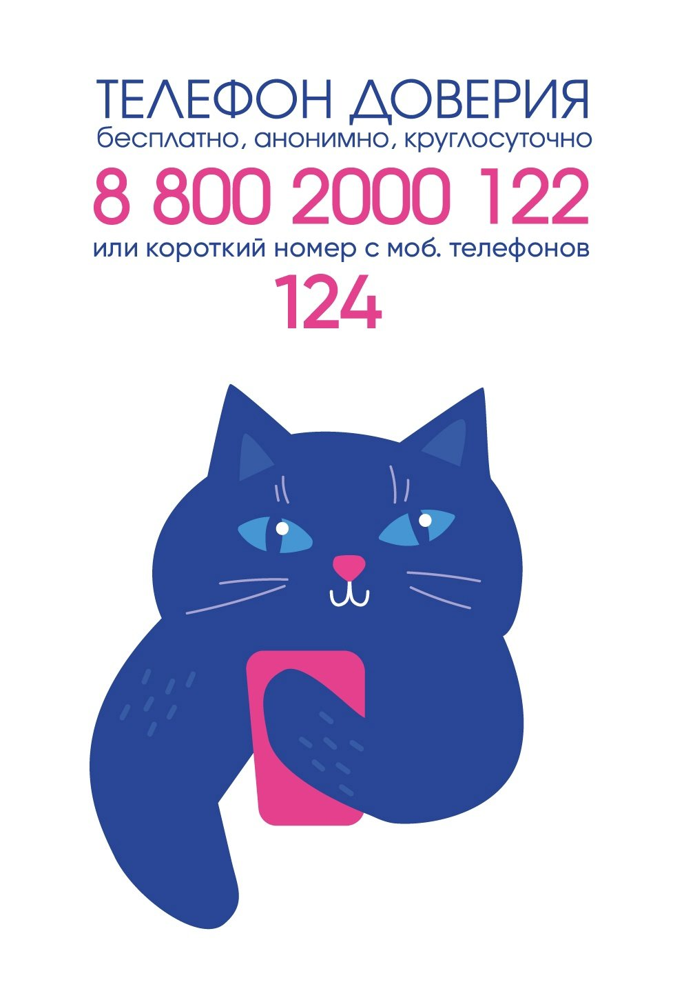 ТЕЛЕФОН ДОВЕРИЯ
бесплатно, анонимно, круглосуточно
8 800 2000 122
или короткий номер с моб. телефонов
124